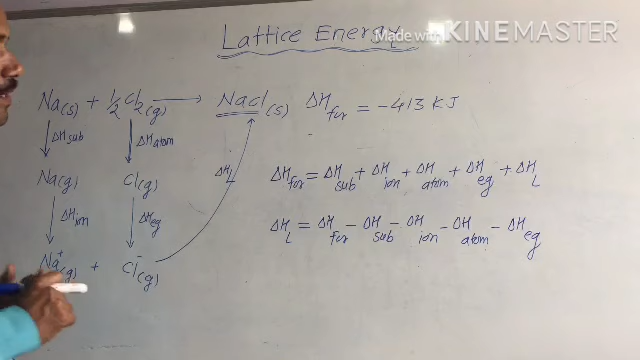 Lattice Energy
Made with KINEMASTER
Na(s) + 1/2 Cl2(g) → Nacl(s) ΔHfor = -413 KJ
ΔHsub ΔHatom
Na(g) Cl(g) ΔHL
ΔHfor = ΔHsub + ΔHion + ΔHatom + ΔHeg + ΔHL
ΔHion ΔHeg
ΔHL = ΔHfor - ΔHsub - ΔHion - ΔHatom - ΔHeg
Na+(g) + Cl-(g)